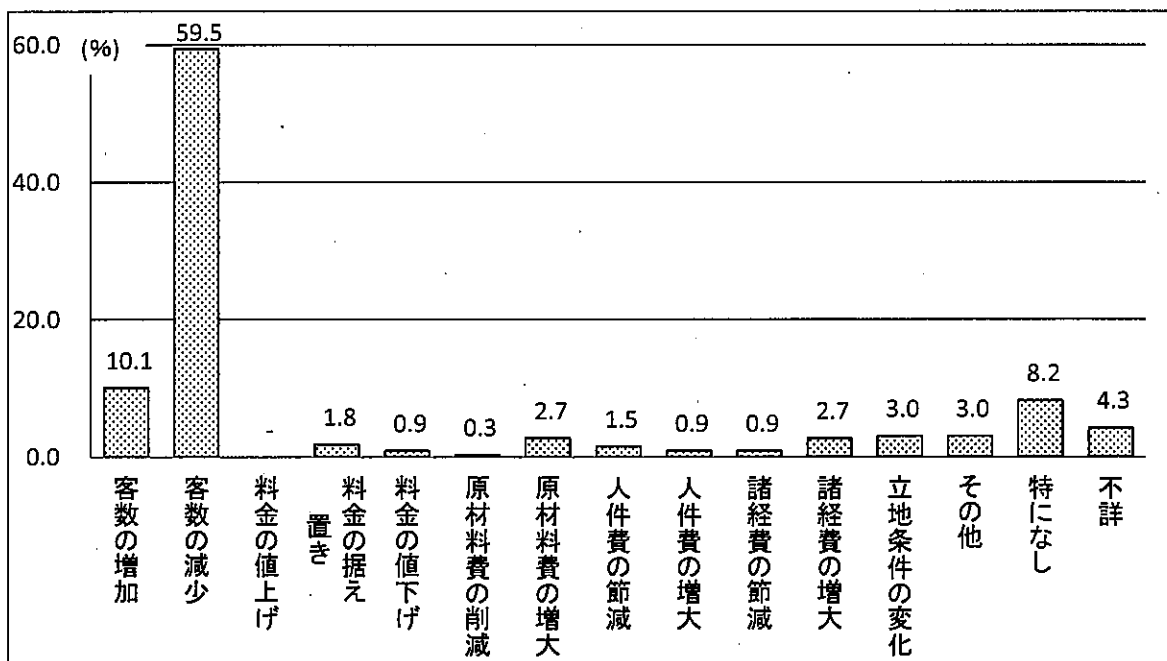 60.0
(%)
40.0
20.0
0.0
10.1
59.5
1.8
0.9
0.3
2.7
1.5
0.9
0.9
2.7
3.0
3.0
8.2
4.3
客数の増加
客数の減少
料金の値上げ
料金の据え
置き
料金の値下げ
原材料費の削減
原材料費の増大
人件費の節減
人件費の増大
諸経費の節減
諸経費の増大
立地条件の変化
その他
特になし
不詳